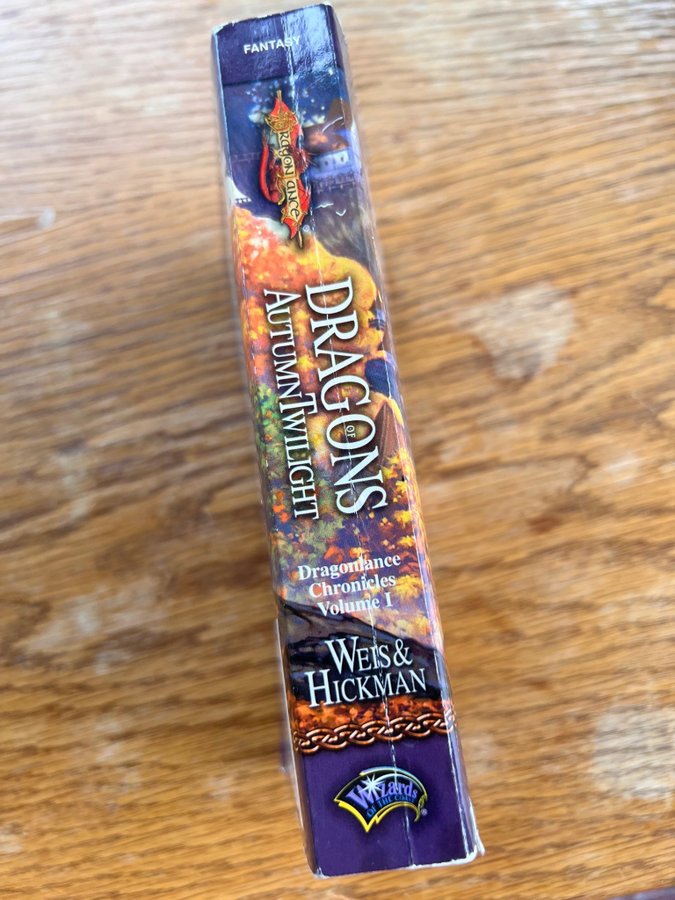 FANTASY
DRAGONLANCE
DRAGONS
OF
AUTUMN TWILIGHT
Dragonlance
Chronicles
Volume I
WEIS &
HICKMAN
Wizards
OF THE COAST
®